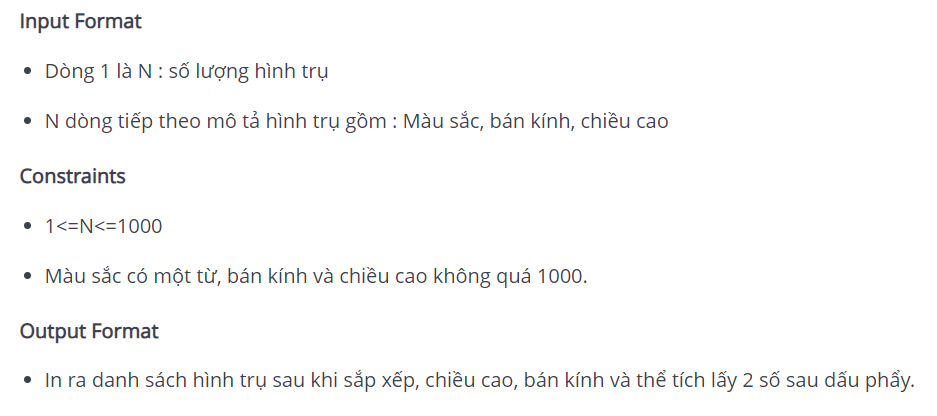 Input Format
Dòng 1 là N : số lượng hình trụ
N dòng tiếp theo mô tả hình trụ gồm : Màu sắc, bán kính, chiều cao
Constraints
1<=N<=1000
Màu sắc có một từ, bán kính và chiều cao không quá 1000.
Output Format
In ra danh sách hình trụ sau khi sắp xếp, chiều cao, bán kính và thể tích lấy 2 số sau dấu phẩy.